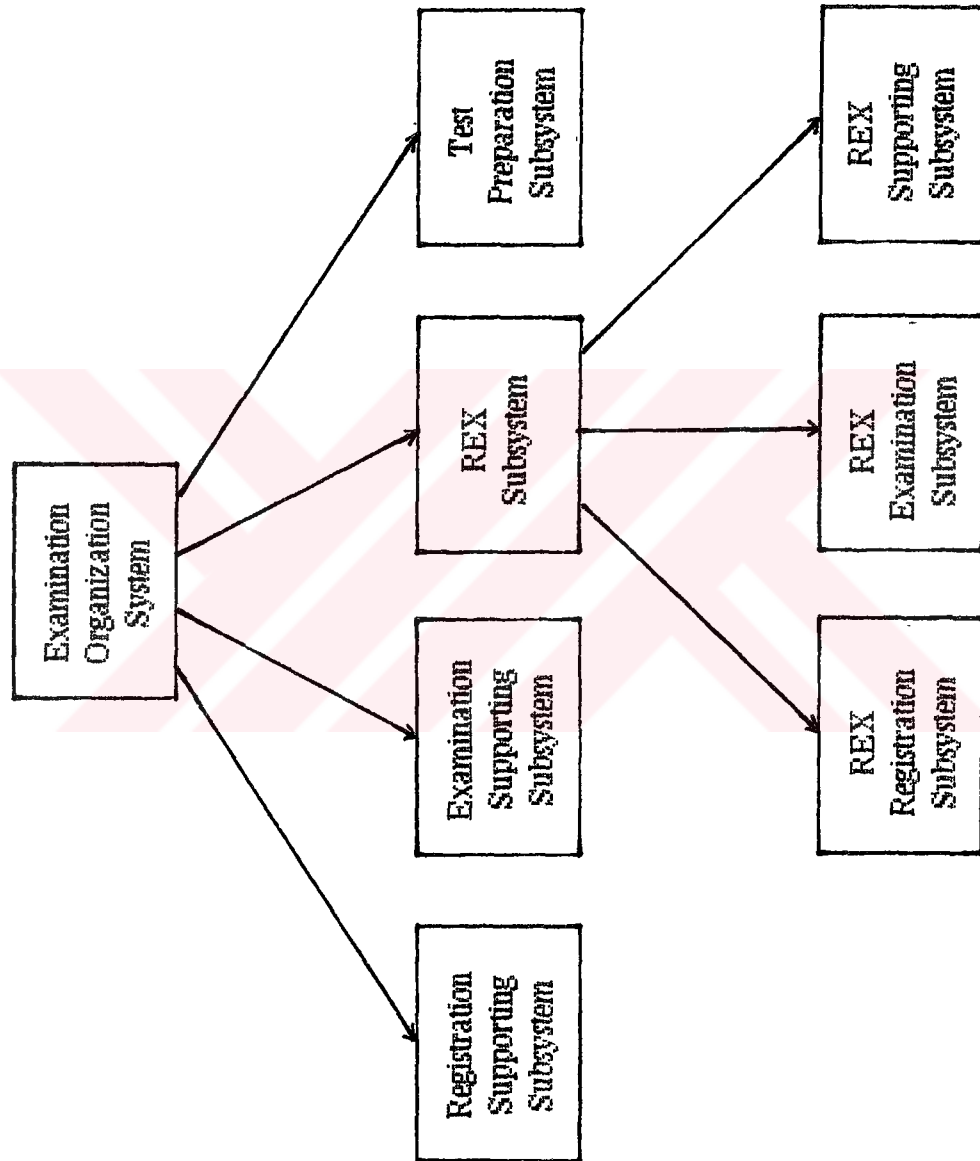 Examination
Organization
System
Registration
Supporting
Subsystem
Examination
Supporting
Subsystem
REX
Subsystem
Test
Preparation
Subsystem
REX
Registration
Subsystem
REX
Examination
Subsystem
REX
Supporting
Subsystem